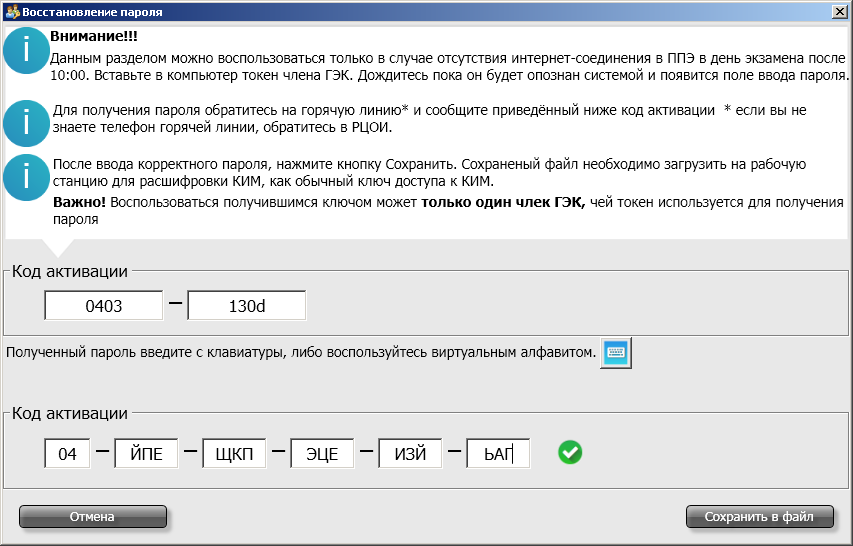 Восстановление пароля
Внимание!!!
Данным разделом можно воспользоваться только в случае отсутствия интернет-соединения в ППЭ в день экзамена после
10:00. Вставьте в компьютер токен члена ГЭК. Дождитесь пока он будет опознан системой и появится поле ввода пароля.
Для получения пароля обратитесь на горячую линию* и сообщите приведённый ниже код активации * если вы не
знаете телефон горячей линии, обратитесь в РЦОИ.
После ввода корректного пароля, нажмите кнопку Сохранить. Сохраненый файл необходимо загрузить на рабочую
станцию для расшифровки КИМ, как обычный ключ доступа к КИМ.
Важно! Воспользоваться получившимся ключом может только один член ГЭК, чей токен используется для получения
пароля
Код активации
0403 – 130d
Полученный пароль введите с клавиатуры, либо воспользуйтесь виртуальным алфавитом.
Код активации
04 – ЙПЕ – ЩКП – ЭЦЕ – ИЗЙ – ЬАГ
Отмена
Сохранить в файл